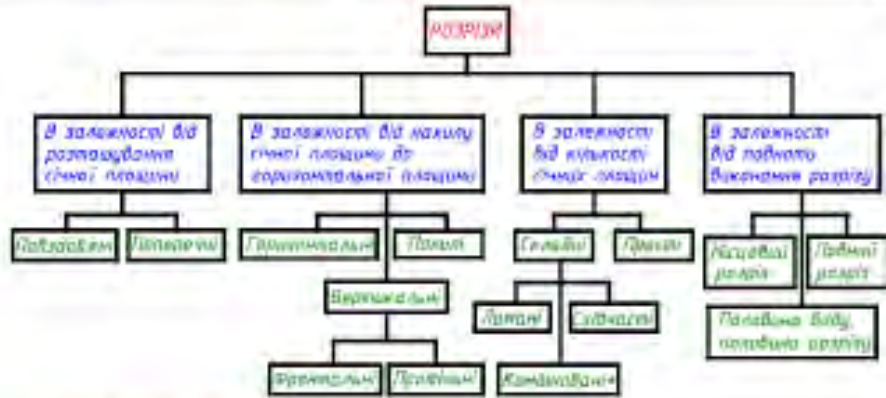 РОЗРІЗИ
В залежності від
розташування
січної площини
В залежності від нахилу
січної площини до
горизонтальної площини
В залежності
від кількості
січних площин
В залежності
від повноти
виконання розрізу
Повздовжні
Поперечні
Горизонтальні
Похилі
Складні
Прості
Місцевий
розріз
Повний
розріз
Вертикальні
Ламані
Східчасті
Половина виду,
половина розрізу
Фронтальні
Профільні
Комбіновані